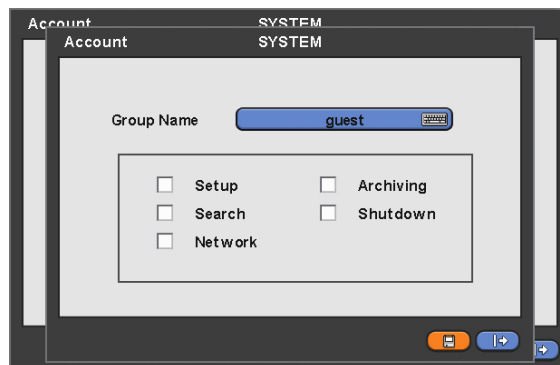 Account SYSTEM
Account SYSTEM
Group Name guest
Setup Archiving
Search Shutdown
Network